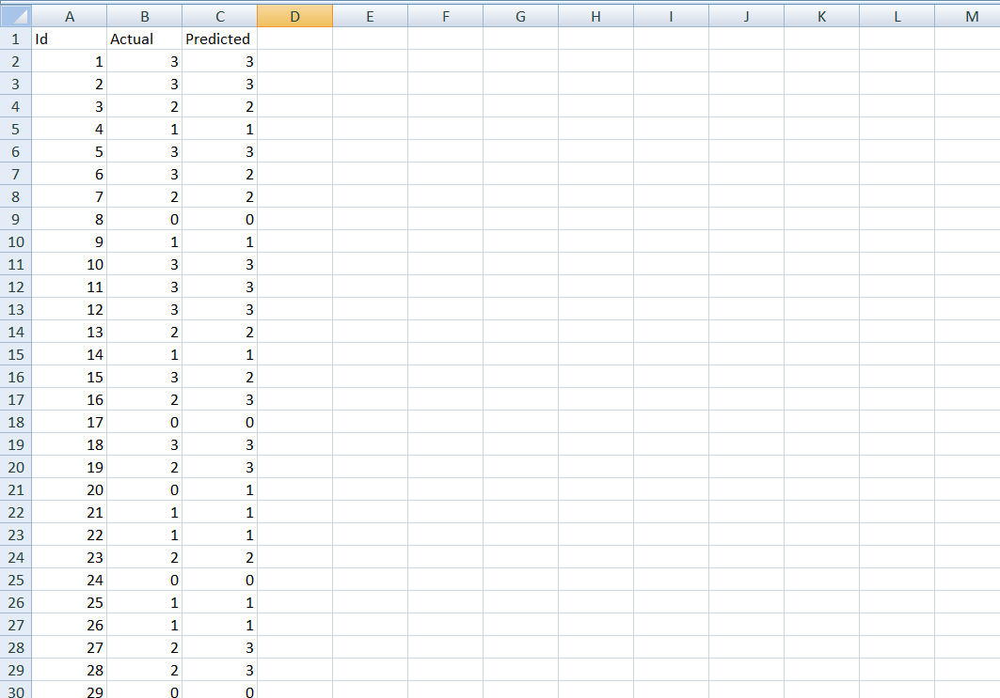 A B C D E F G H I J K L M
1 Id Actual Predicted
2 1 3 3
3 2 3 3
4 3 2 2
5 4 1 1
6 5 3 3
7 6 3 2
8 7 2 2
9 8 0 0
10 9 1 1
11 10 3 3
12 11 3 3
13 12 3 3
14 13 2 2
15 14 1 1
16 15 3 2
17 16 2 3
18 17 0 0
19 18 3 3
20 19 2 3
21 20 0 1
22 21 1 1
23 22 1 1
24 23 2 2
25 24 0 0
26 25 1 1
27 26 1 1
28 27 2 3
29 28 2 3
30 29 0 0